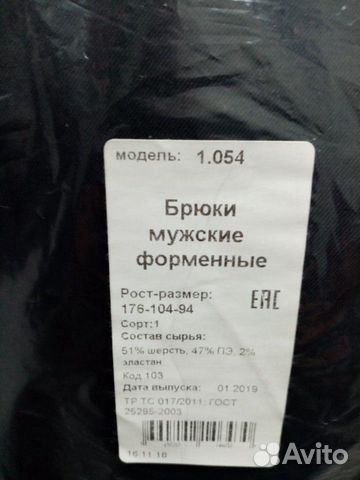 модель: 1.054
Брюки
мужские
форменные
Рост-размер:
176-104-94
ЕАС
Сорт:1
Состав сырья:
51% шерсть, 47% ПЭ, 2%
эластан
Код 103
Дата выпуска: 01.2019
ТР ТС 017/2011; ГОСТ
25295-2003
16.11.18
Avito